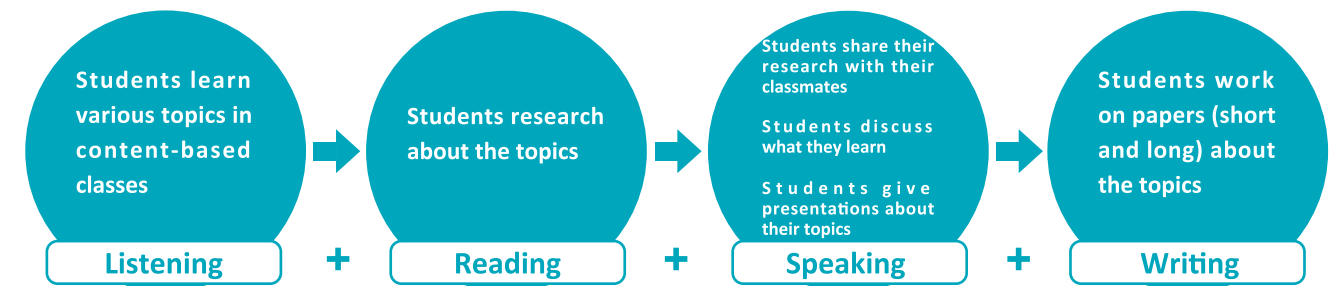 Students learn
various topics in
content-based
classes
Listening
+
Students research
about the topics
Reading
+
Students share their
research with their
classmates
Students discuss
what they learn
Students give
presentations about
their topics
Speaking
+
Students work
on papers (short
and long) about
the topics
Writing